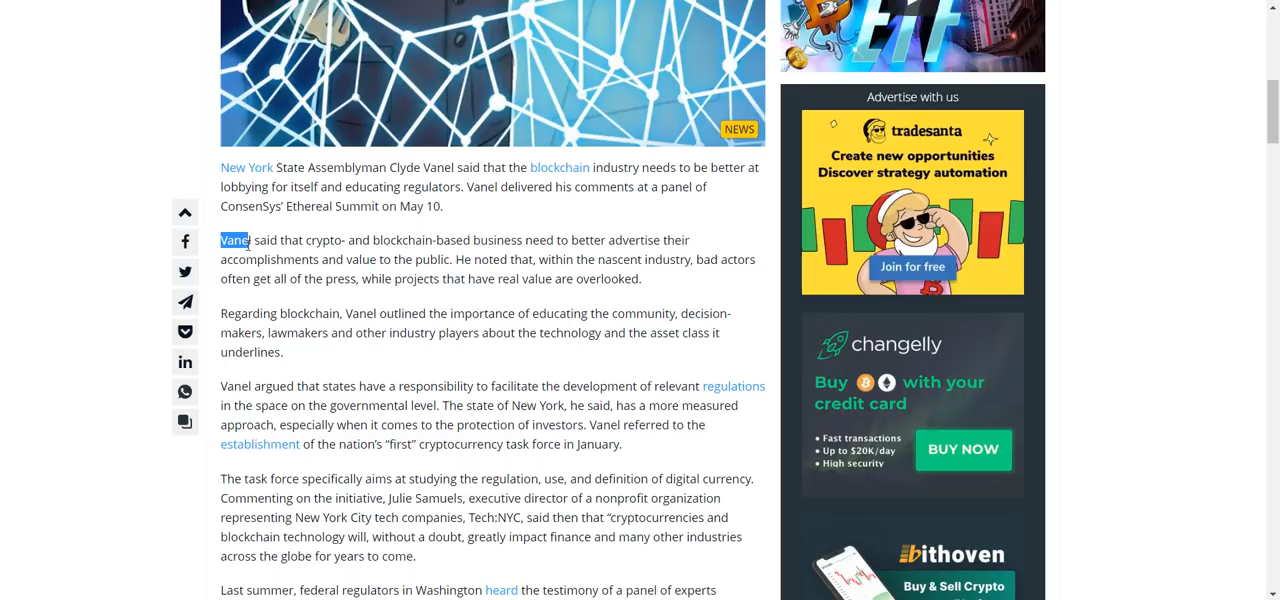 ETF
NEWS
New York State Assemblyman Clyde Vanel said that the blockchain industry needs to be better at
lobbying for itself and educating regulators. Vanel delivered his comments at a panel of
ConsenSys’ Ethereal Summit on May 10.
Vanel said that crypto- and blockchain-based business need to better advertise their
accomplishments and value to the public. He noted that, within the nascent industry, bad actors
often get all of the press, while projects that have real value are overlooked.
Regarding blockchain, Vanel outlined the importance of educating the community, decision-
makers, lawmakers and other industry players about the technology and the asset class it
underlines.
Vanel argued that states have a responsibility to facilitate the development of relevant regulations
in the space on the governmental level. The state of New York, he said, has a more measured
approach, especially when it comes to the protection of investors. Vanel referred to the
establishment of the nation’s “first” cryptocurrency task force in January.
The task force specifically aims at studying the regulation, use, and definition of digital currency.
Commenting on the initiative, Julie Samuels, executive director of a nonprofit organization
representing New York City tech companies, Tech:NYC, said then that “cryptocurrencies and
blockchain technology will, without a doubt, greatly impact finance and many other industries
across the globe for years to come.
Last summer, federal regulators in Washington heard the testimony of a panel of experts
Advertise with us
tradesanta
Create new opportunities
Discover strategy automation
Join for free
changelly
Buy with your
credit card
• Fast transactions
• Up to $20K/day
• High security
BUY NOW
bithoven
Buy & Sell Crypto